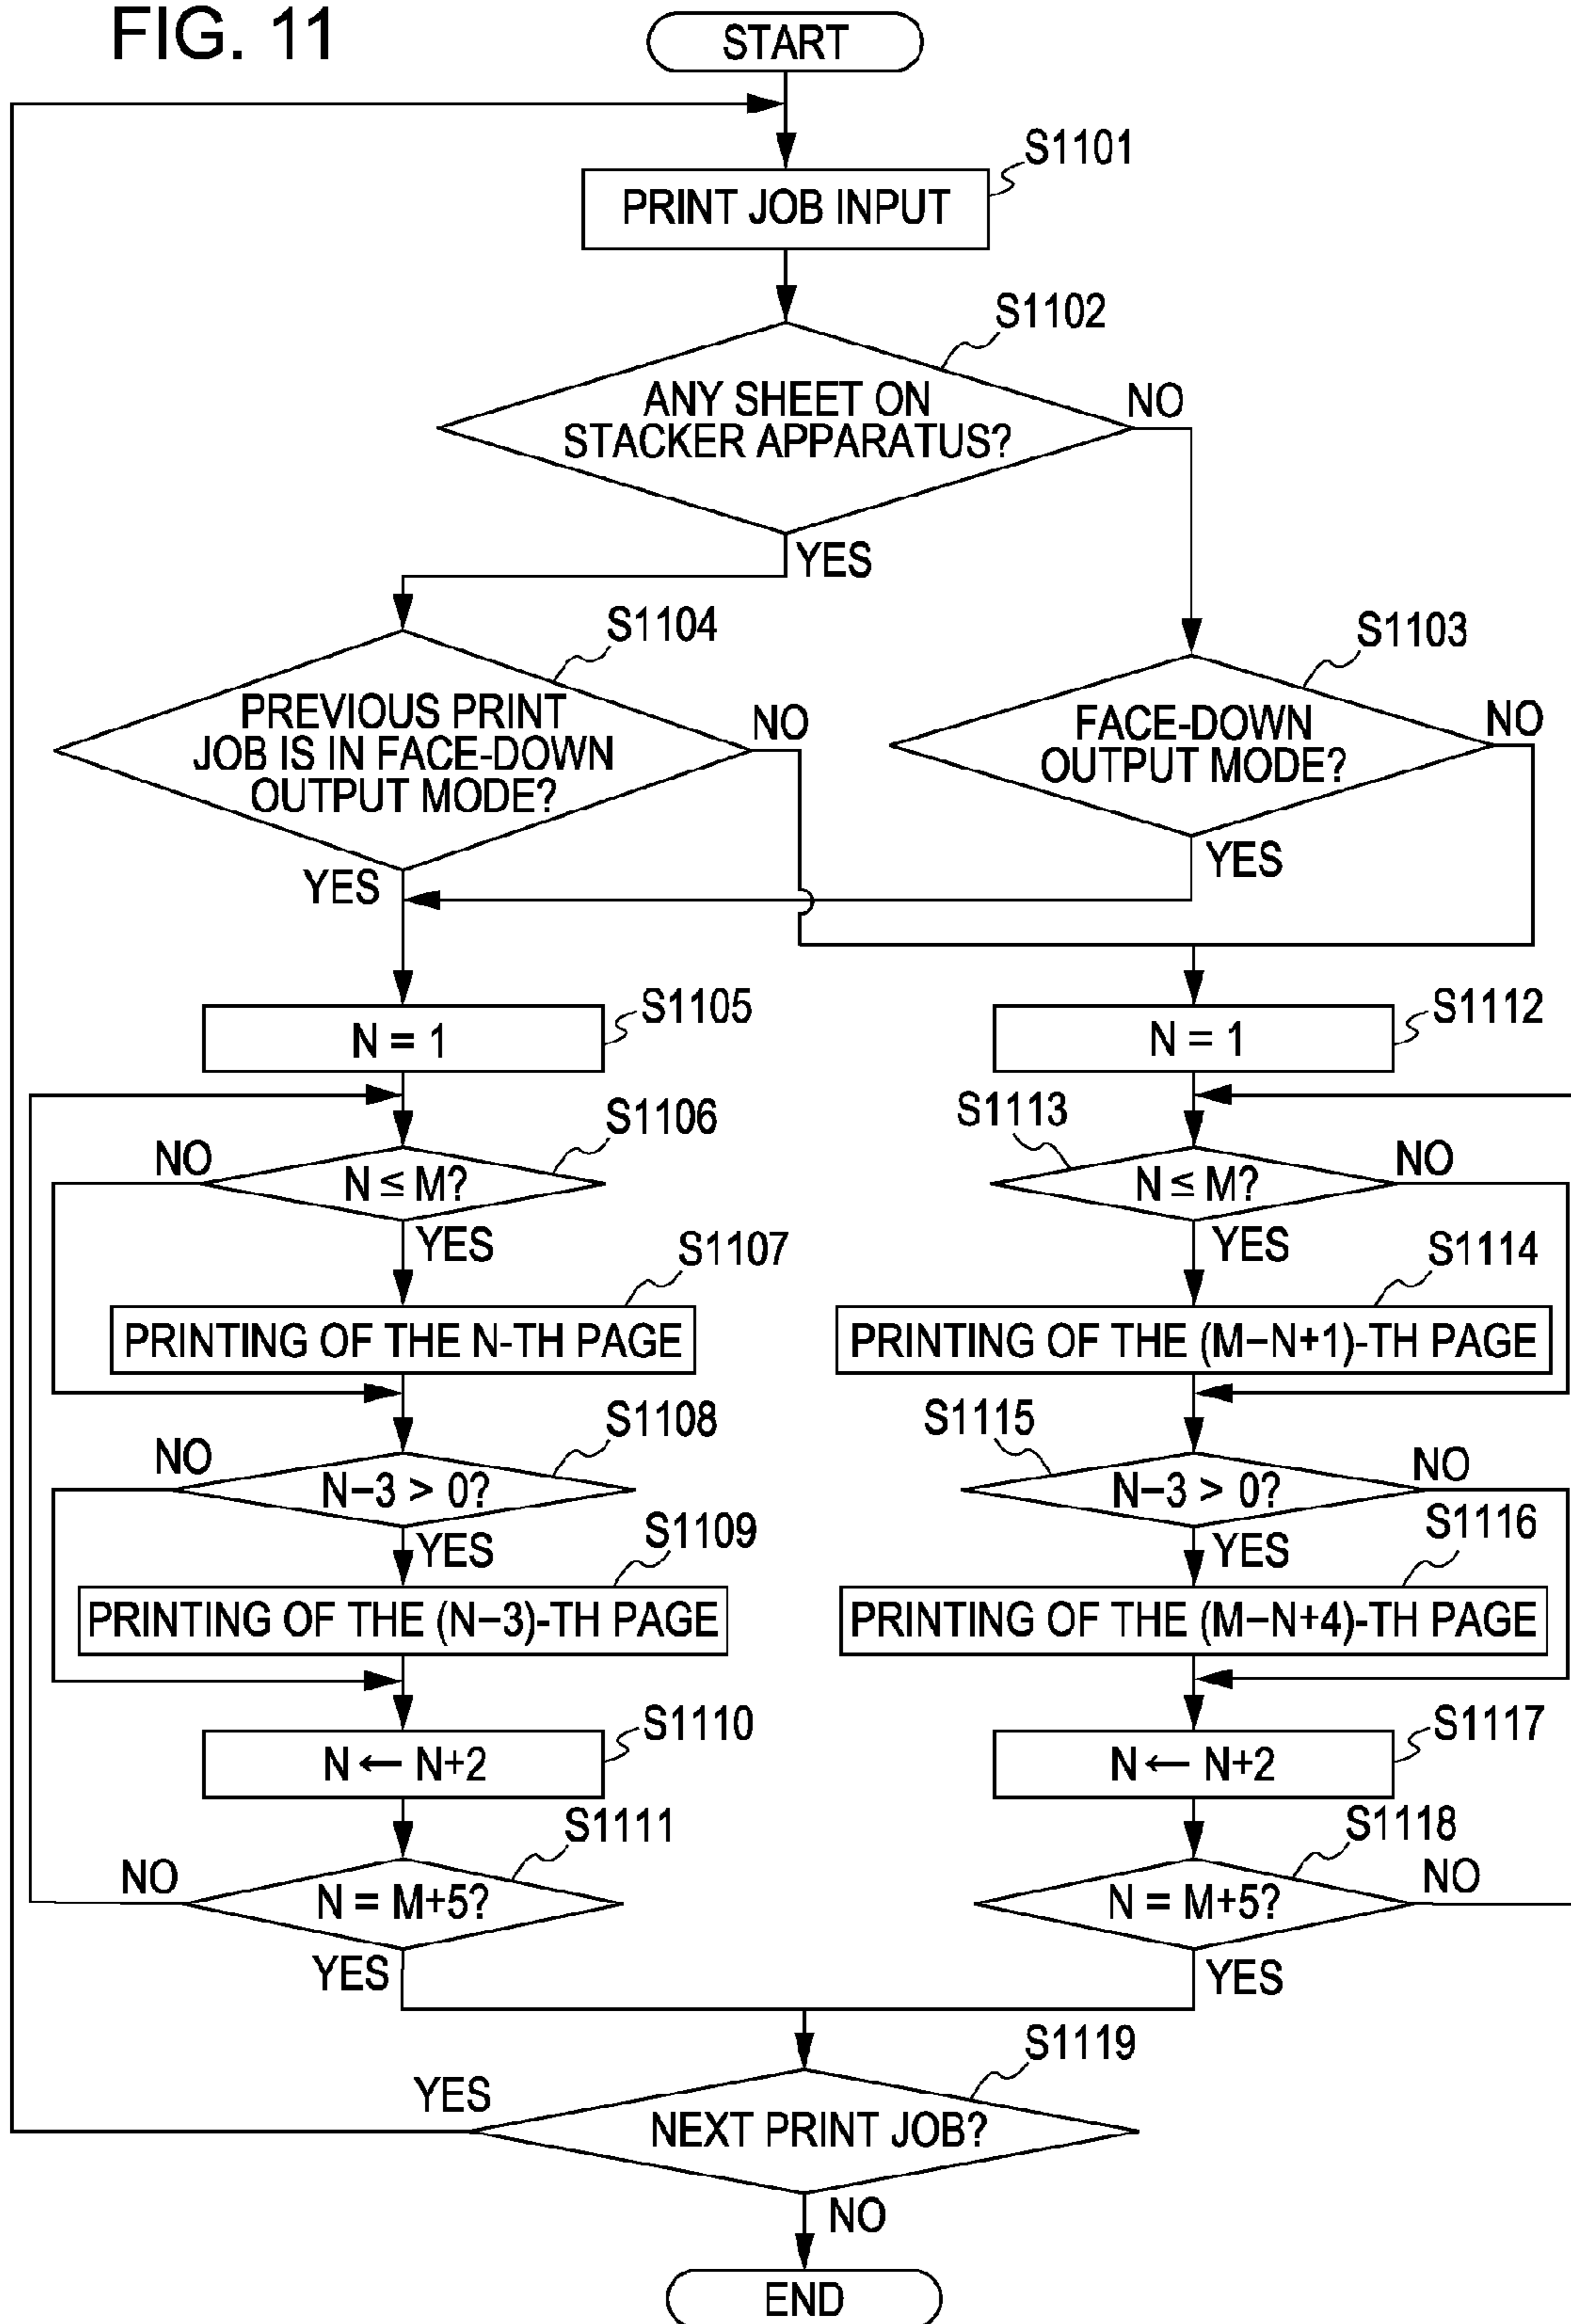 FIG. 11
START
S1101
PRINT JOB INPUT
S1102
ANY SHEET ON
STACKER APPARATUS?
NO
YES
S1104
PREVIOUS PRINT
JOB IS IN FACE-DOWN
OUTPUT MODE?
NO
YES
S1103
FACE-DOWN
OUTPUT MODE?
NO
YES
S1105
N = 1
S1106
NO
N ≤ M?
YES
S1107
PRINTING OF THE N-TH PAGE
S1108
NO
N−3 > 0?
YES
S1109
PRINTING OF THE (N−3)-TH PAGE
S1110
N ← N+2
S1111
NO
N = M+5?
YES
S1112
N = 1
S1113
NO
N ≤ M?
YES
S1114
PRINTING OF THE (M−N+1)-TH PAGE
S1115
NO
N−3 > 0?
YES
S1116
PRINTING OF THE (M−N+4)-TH PAGE
S1117
N ← N+2
S1118
NO
N = M+5?
YES
S1119
YES
NEXT PRINT JOB?
NO
END